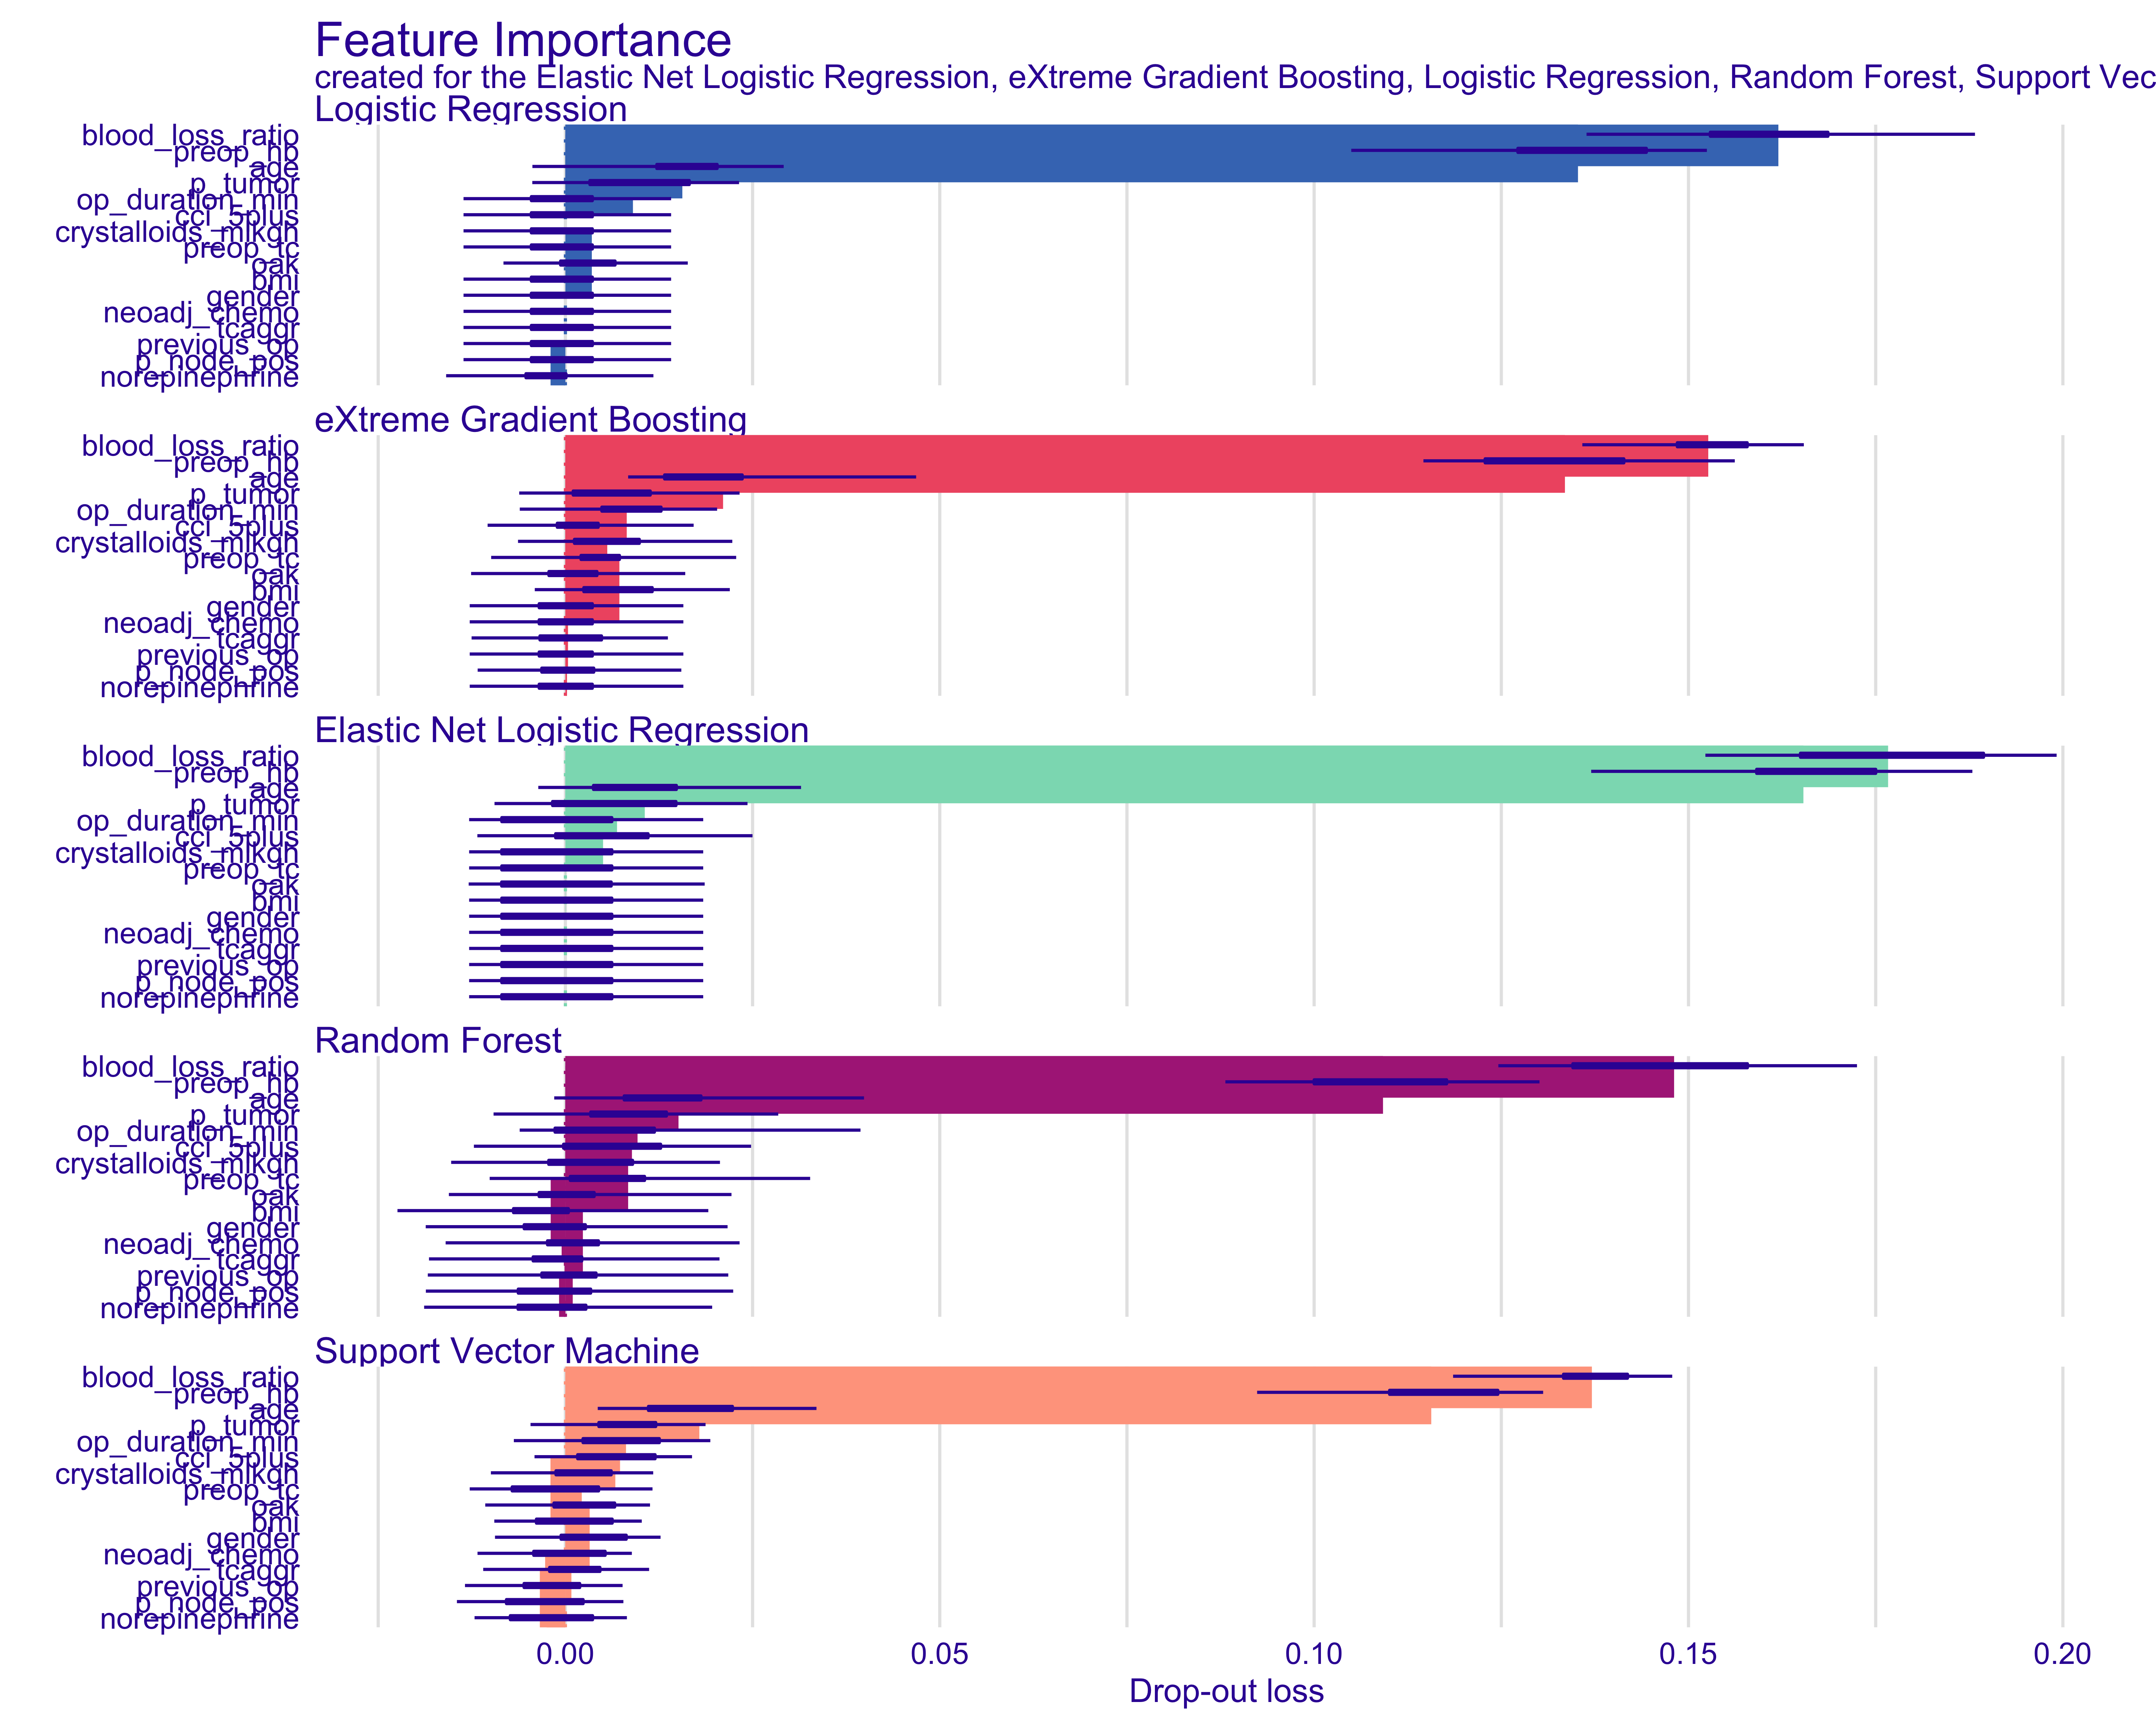 Feature Importance
created for the Elastic Net Logistic Regression, eXtreme Gradient Boosting, Logistic Regression, Random Forest, Support Vec
Logistic Regression
blood_loss_ratio
preop_hb
age
p_tumor
op_duration_min
cci_5plus
crystalloids_mlkgh
preop_tc
oak
bmi
gender
neoadj_chemo
tcaggr
previous_op
p_node_pos
norepinephrine
eXtreme Gradient Boosting
blood_loss_ratio
preop_hb
age
p_tumor
op_duration_min
cci_5plus
crystalloids_mlkgh
preop_tc
oak
bmi
gender
neoadj_chemo
tcaggr
previous_op
p_node_pos
norepinephrine
Elastic Net Logistic Regression
blood_loss_ratio
preop_hb
age
p_tumor
op_duration_min
cci_5plus
crystalloids_mlkgh
preop_tc
oak
bmi
gender
neoadj_chemo
tcaggr
previous_op
p_node_pos
norepinephrine
Random Forest
blood_loss_ratio
preop_hb
age
p_tumor
op_duration_min
cci_5plus
crystalloids_mlkgh
preop_tc
oak
bmi
gender
neoadj_chemo
tcaggr
previous_op
p_node_pos
norepinephrine
Support Vector Machine
blood_loss_ratio
preop_hb
age
p_tumor
op_duration_min
cci_5plus
crystalloids_mlkgh
preop_tc
oak
bmi
gender
neoadj_chemo
tcaggr
previous_op
p_node_pos
norepinephrine
0.00 0.05 0.10 0.15 0.20
Drop-out loss